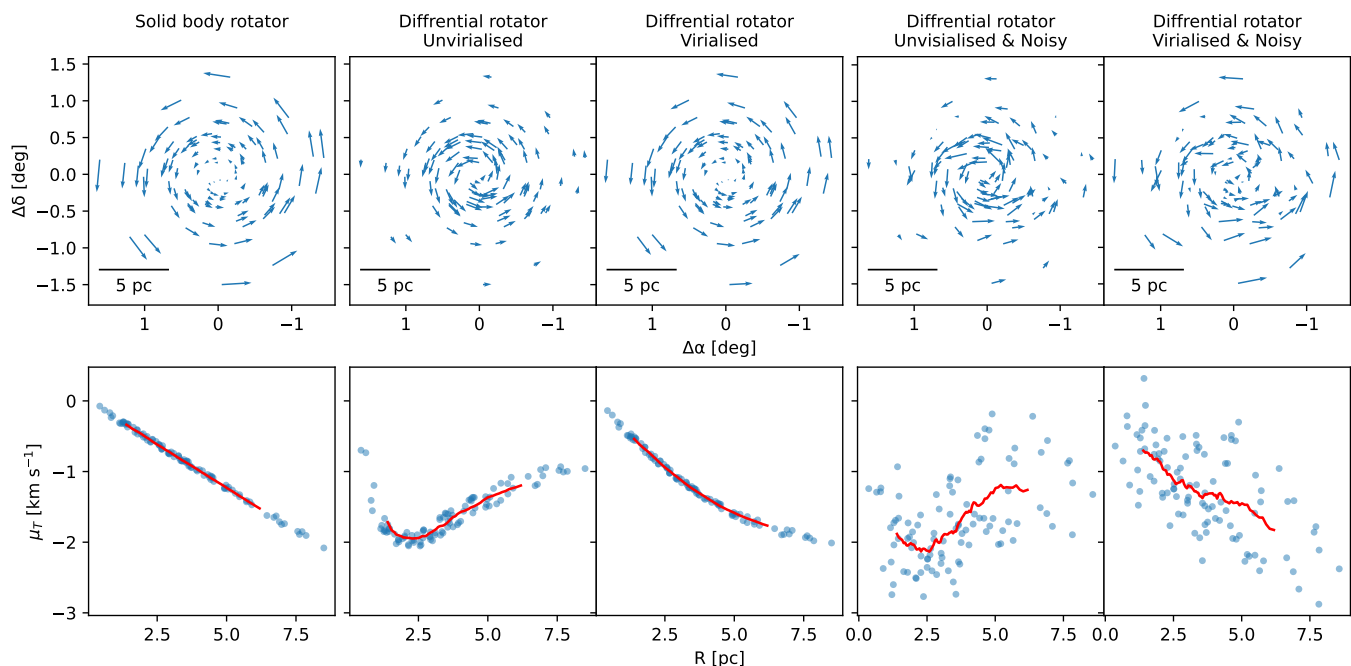 Solid body rotator
Diffrential rotator
Unvirialised
Diffrential rotator
Virialised
Diffrential rotator
Unvisialised & Noisy
Diffrential rotator
Virialised & Noisy
1.5
1.0
0.5
0.0
−0.5
−1.0
−1.5
Δδ [deg]
5 pc
5 pc
5 pc
5 pc
5 pc
1 0 −1
1 0 −1
1 0 −1
1 0 −1
1 0 −1
Δα [deg]
0
−1
−2
−3
μT [km s⁻¹]
2.5 5.0 7.5
2.5 5.0 7.5
2.5 5.0 7.5
0.0 2.5 5.0 7.5
0.0 2.5 5.0 7.5
R [pc]